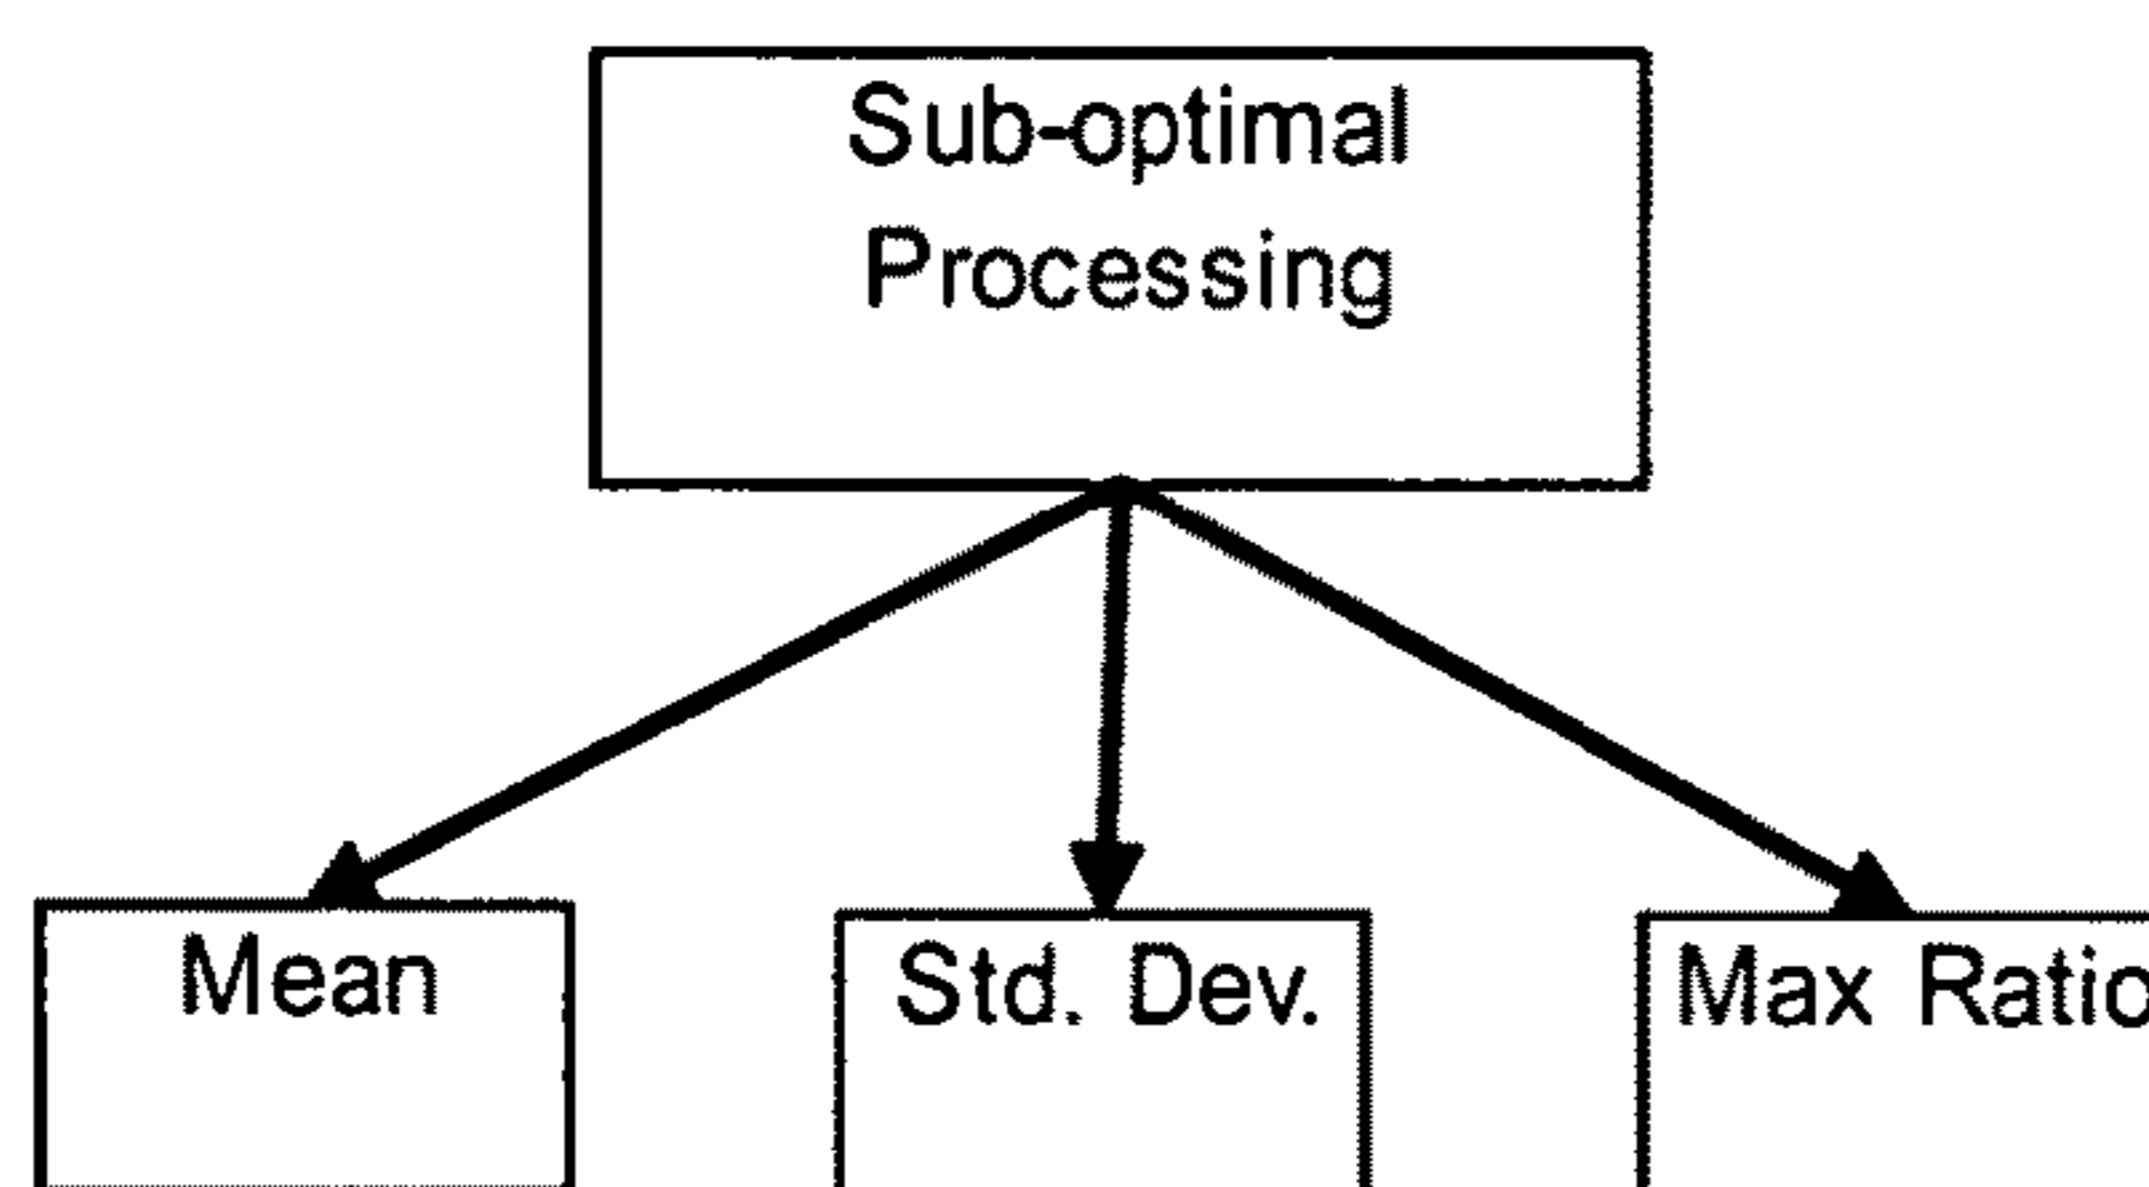 Sub-optimal
Processing
Mean
Std. Dev.
Max Ratio